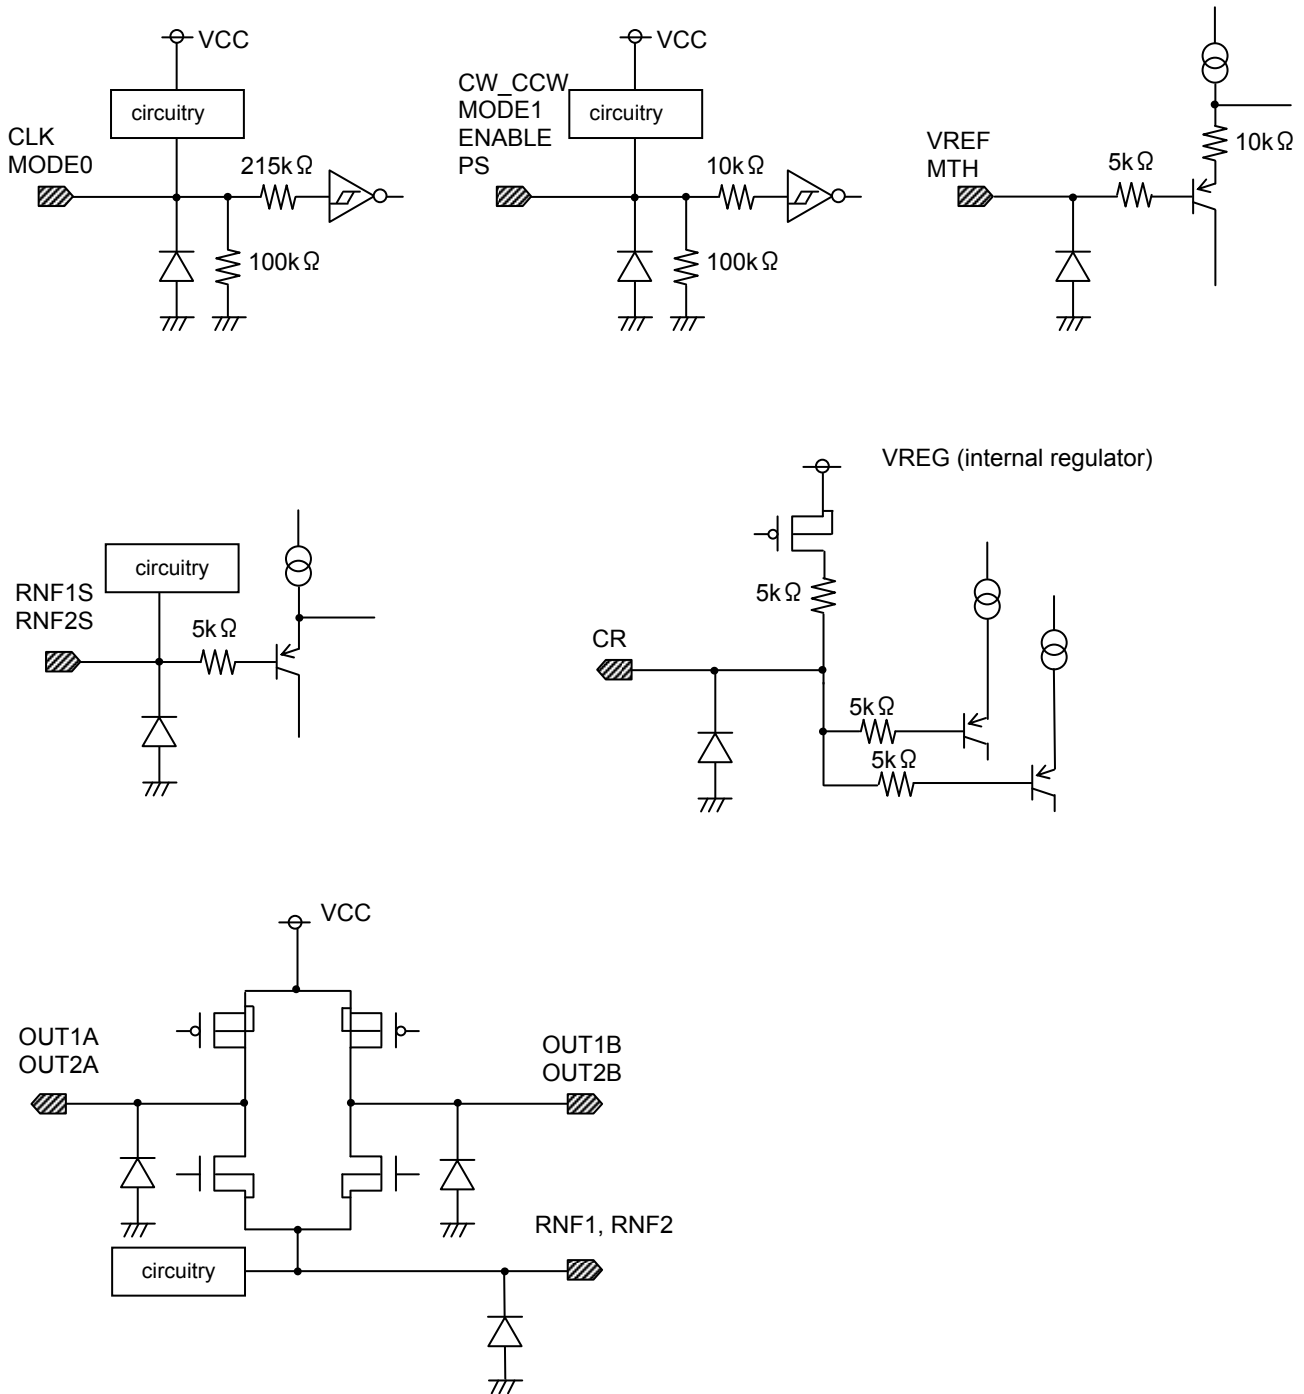 VCC
circuitry
CLK
MODE0
215kΩ
100kΩ
VCC
CW_CCW
MODE1
ENABLE
PS
circuitry
10kΩ
100kΩ
VREF
MTH
5kΩ
10kΩ
circuitry
RNF1S
RNF2S
5kΩ
VREG (internal regulator)
5kΩ
CR
5kΩ
5kΩ
VCC
OUT1A
OUT2A
OUT1B
OUT2B
RNF1, RNF2
circuitry